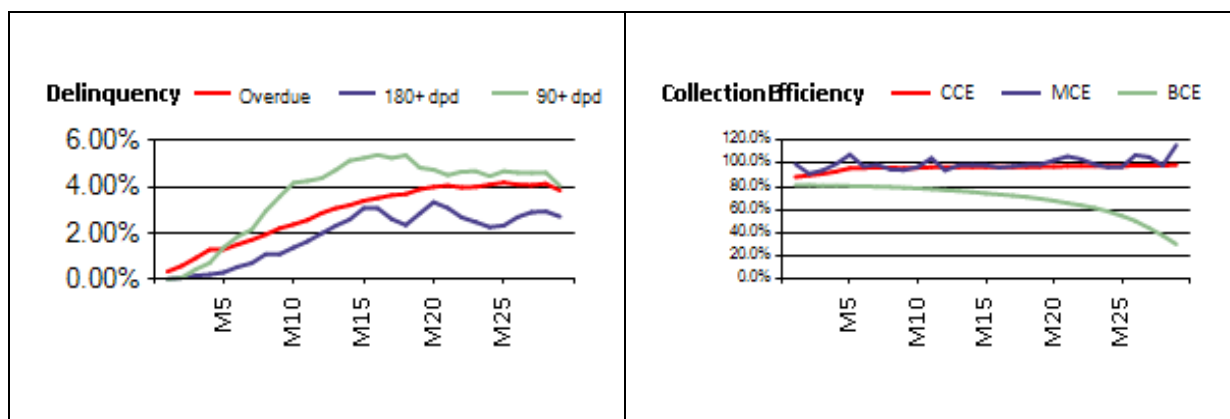 Delinquency Overdue 180+ dpd 90+ dpd
6.00%
4.00%
2.00%
0.00%
M5 M10 M15 M20 M25
Collection Efficiency CCE MCE BCE
120.0%
100.0%
80.0%
60.0%
40.0%
20.0%
0.0%
M5 M10 M15 M20 M25